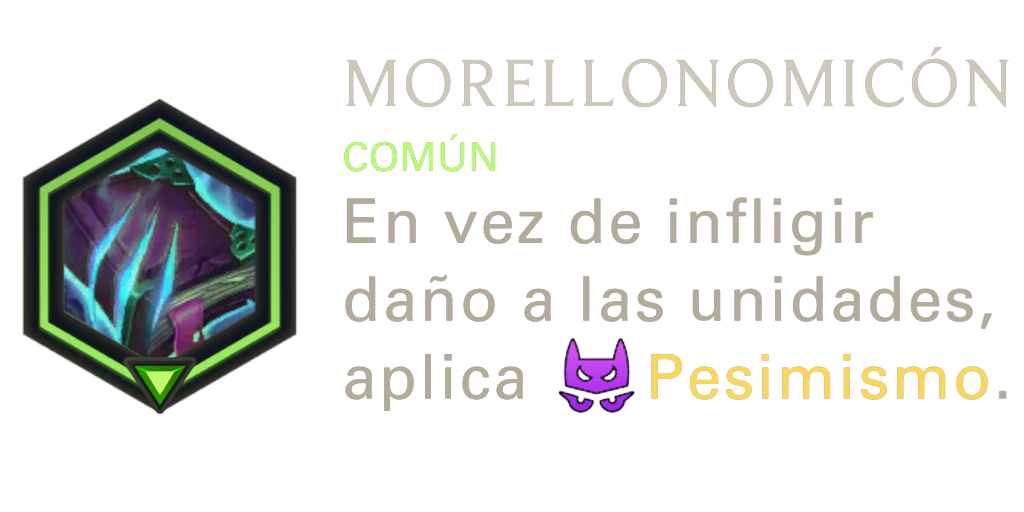 MORELLONOMICÓN
COMÚN
En vez de infligir
daño a las unidades,
aplica Pesimismo.